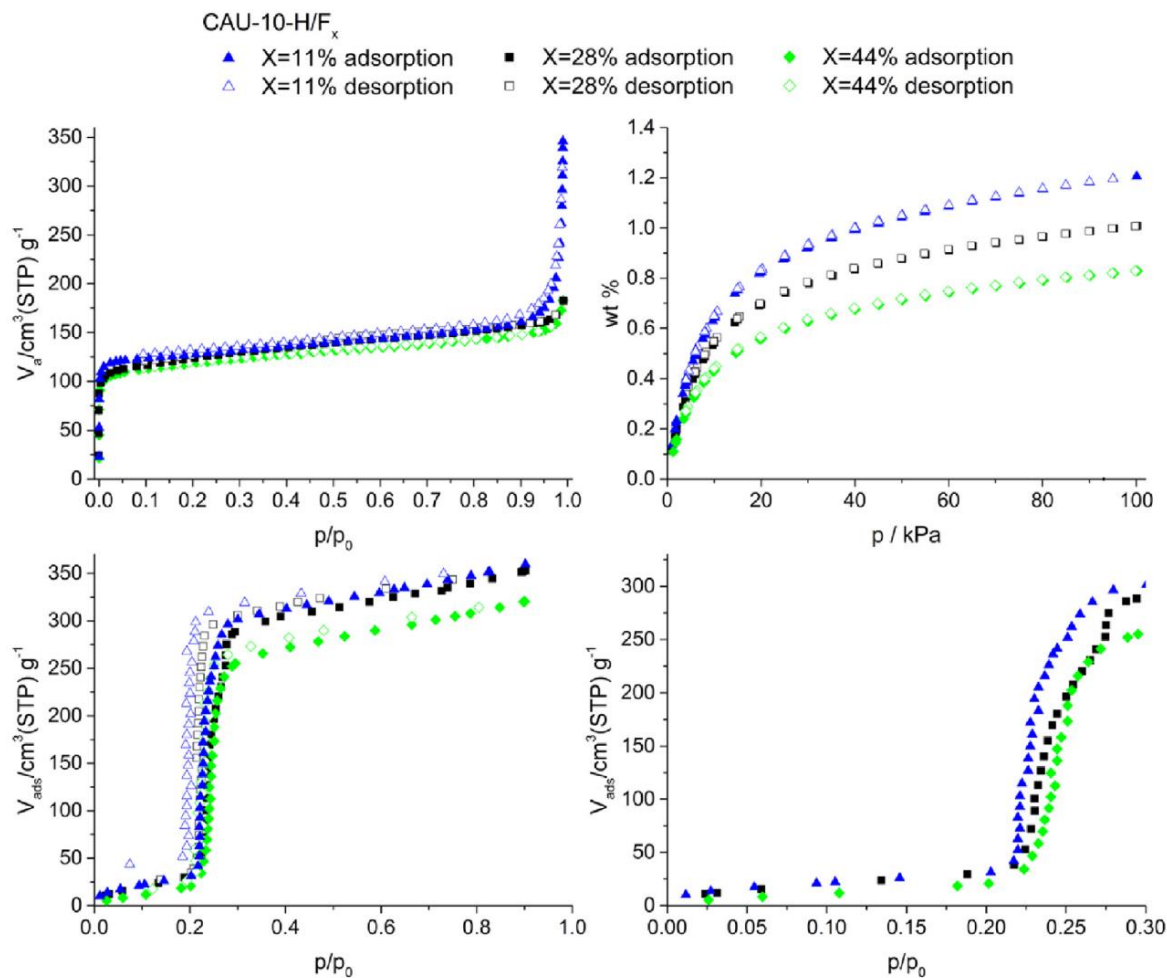 CAU-10-H/Fₓ
X=11% adsorption X=28% adsorption X=44% adsorption
X=11% desorption X=28% desorption X=44% desorption
Vₐ/cm³(STP) g⁻¹
350
300
250
200
150
100
50
0
0.0 0.1 0.2 0.3 0.4 0.5 0.6 0.7 0.8 0.9 1.0
p/p₀
wt %
1.4
1.2
1.0
0.8
0.6
0.4
0.2
0.0
0 20 40 60 80 100
p / kPa
V_ads/cm³(STP) g⁻¹
350
300
250
200
150
100
50
0
0.0 0.2 0.4 0.6 0.8 1.0
p/p₀
V_ads/cm³(STP) g⁻¹
300
250
200
150
100
50
0
0.00 0.05 0.10 0.15 0.20 0.25 0.30
p/p₀